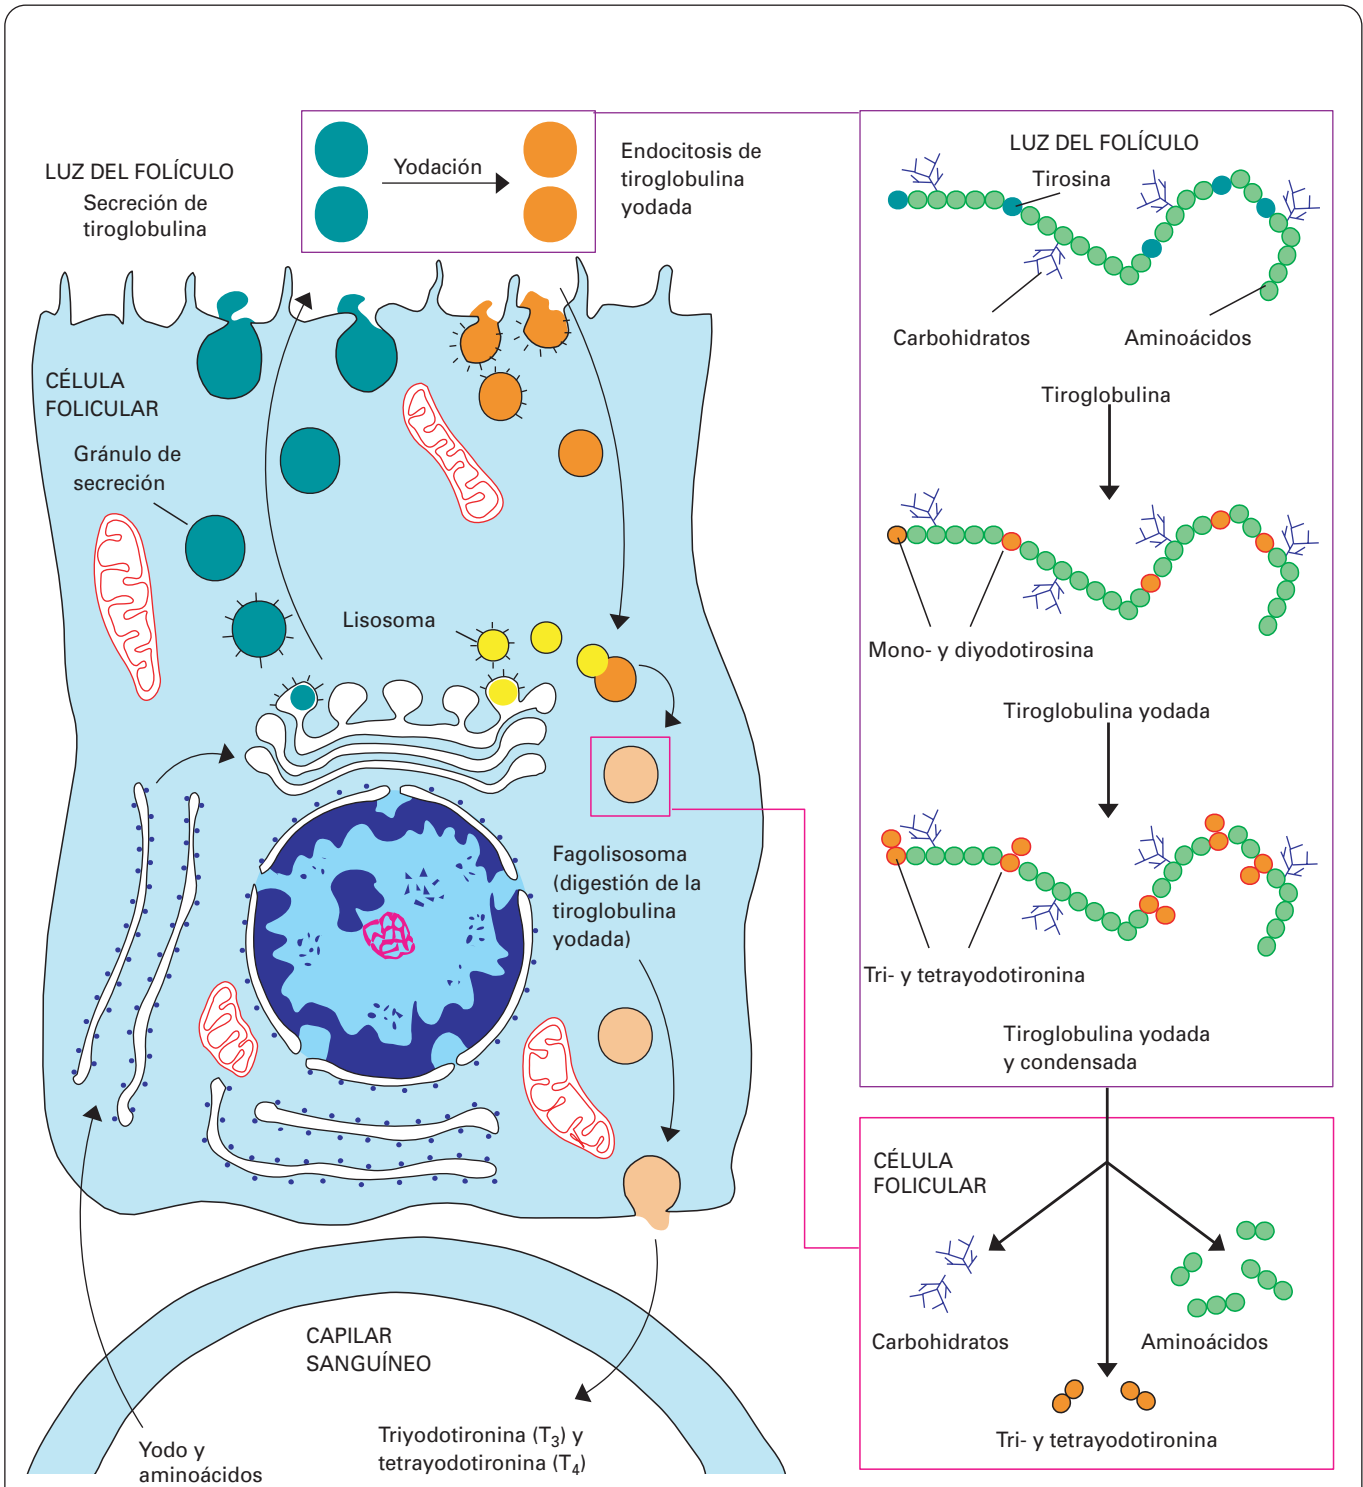 LUZ DEL FOLÍCULO
Secreción de
tiroglobulina
Yodación
Endocitosis de
tiroglobulina
yodada
CÉLULA
FOLICULAR
Gránulo de
secreción
Lisosoma
Fagolisosoma
(digestión de la
tiroglobulina
yodada)
CAPILAR
SANGUÍNEO
Yodo y
aminoácidos
Triyodotironina (T3) y
tetrayodotironina (T4)
LUZ DEL FOLÍCULO
Tirosina
Carbohidratos
Aminoácidos
Tiroglobulina
Mono- y diyodotirosina
Tiroglobulina yodada
Tri- y tetrayodotironina
Tiroglobulina yodada
y condensada
CÉLULA
FOLICULAR
Carbohidratos
Aminoácidos
Tri- y tetrayodotironina